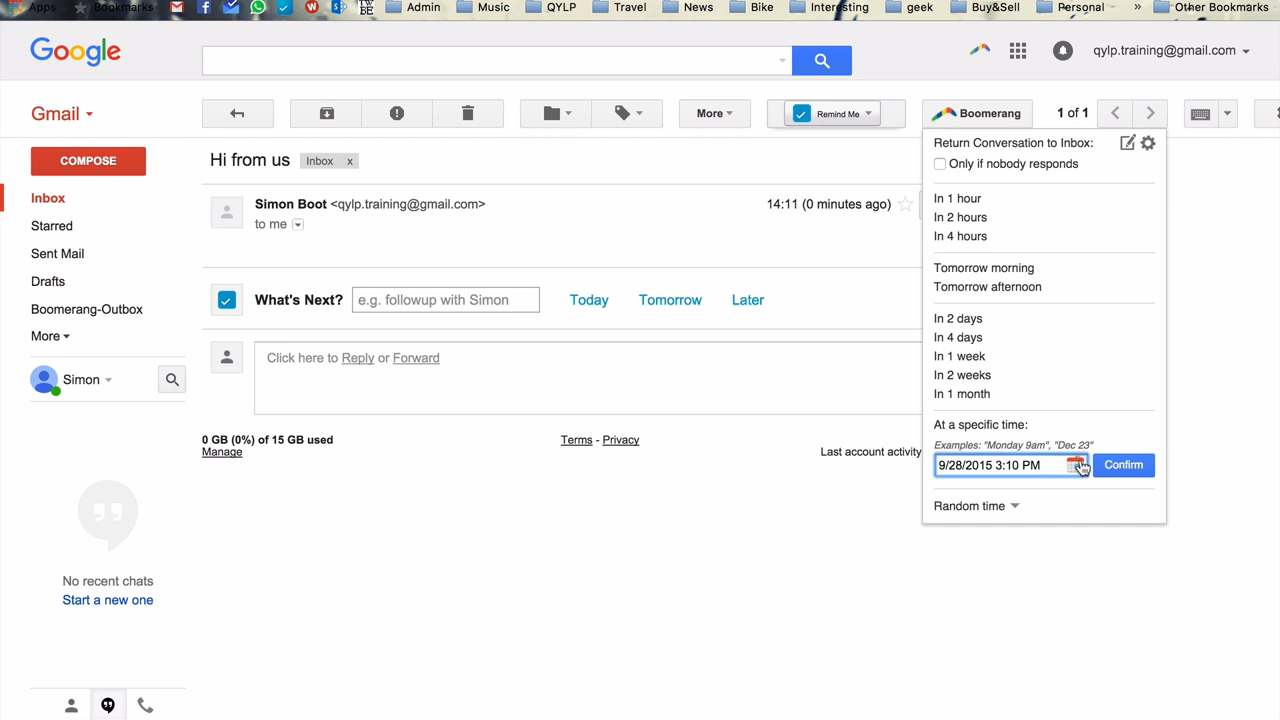 Apps Bookmarks Admin Music QYLP Travel News Bike Interesting geek Buy&Sell Personal » Other Bookmarks
Google
qylp.training@gmail.com
Gmail
More
Remind Me
Boomerang
1 of 1
COMPOSE
Inbox
Starred
Sent Mail
Drafts
Boomerang-Outbox
More
Simon
No recent chats
Start a new one
Hi from us
Inbox x
Simon Boot <qylp.training@gmail.com>
14:11 (0 minutes ago)
to me
What's Next? e.g. followup with Simon Today Tomorrow Later
Click here to Reply or Forward
0 GB (0%) of 15 GB used
Manage
Terms - Privacy
Last account activity
Return Conversation to Inbox:
Only if nobody responds
In 1 hour
In 2 hours
In 4 hours
Tomorrow morning
Tomorrow afternoon
In 2 days
In 4 days
In 1 week
In 2 weeks
In 1 month
At a specific time:
Examples: "Monday 9am", "Dec 23"
9/28/2015 3:10 PM
Confirm
Random time